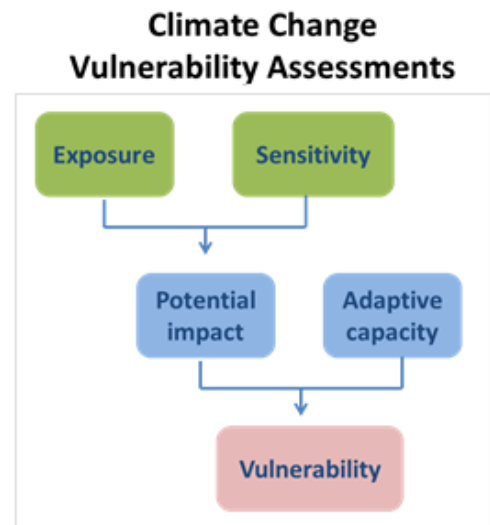 Climate Change
Vulnerability Assessments
Exposure
Sensitivity
Potential
impact
Adaptive
capacity
Vulnerability